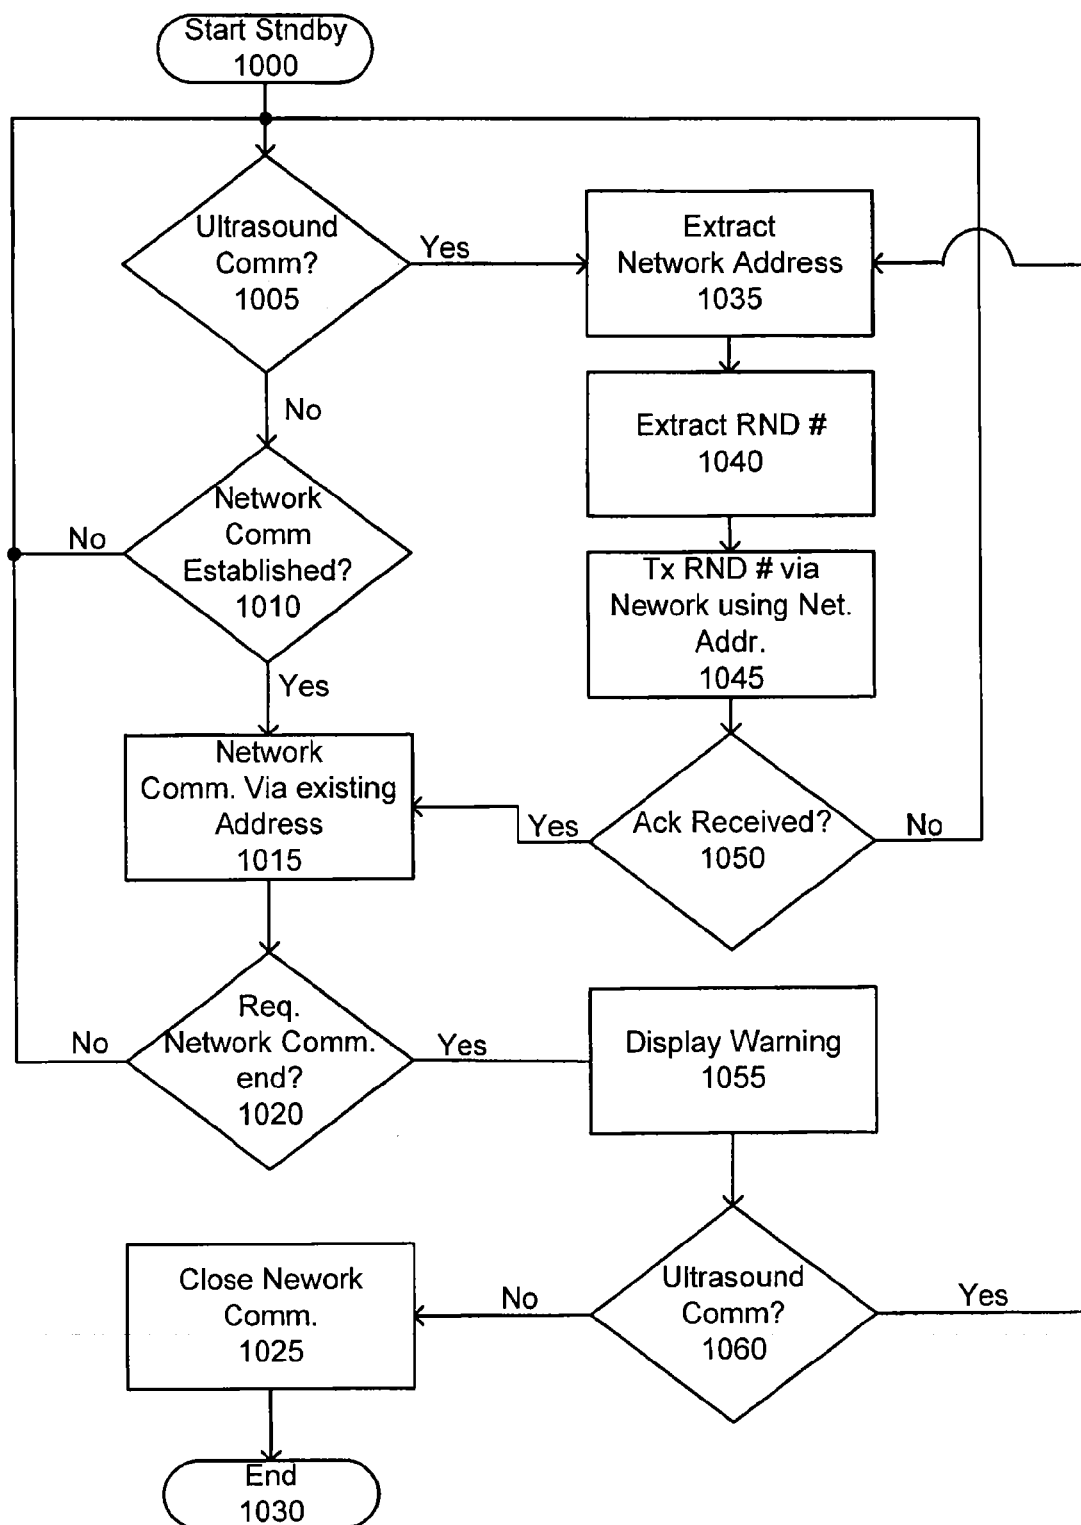 Start Stndby
1000
Ultrasound
Comm?
1005
Yes
Extract
Network Address
1035
No
Extract RND #
1040
Network
Comm
Established?
1010
No
Yes
Tx RND # via
Nework using Net.
Addr.
1045
Network
Comm. Via existing
Address
1015
Yes
Ack Received?
1050
No
Req.
Network Comm.
end?
1020
No
Yes
Display Warning
1055
Close Nework
Comm.
1025
No
Ultrasound
Comm?
1060
Yes
End
1030